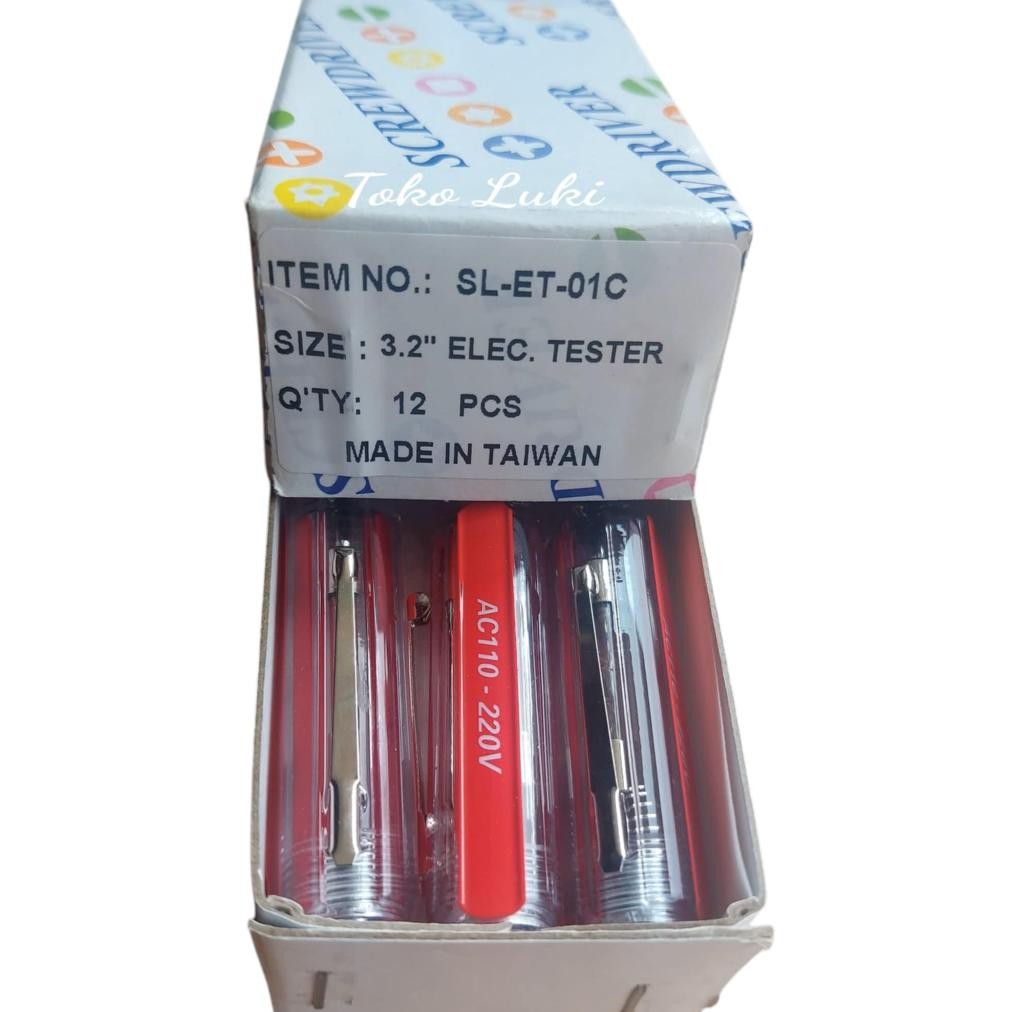 SCREWDRIVER
SCREWDRIVER
Toko Luki
ITEM NO.: SL-ET-01C
SIZE : 3.2" ELEC. TESTER
Q'TY: 12 PCS
MADE IN TAIWAN
AC110 - 220V